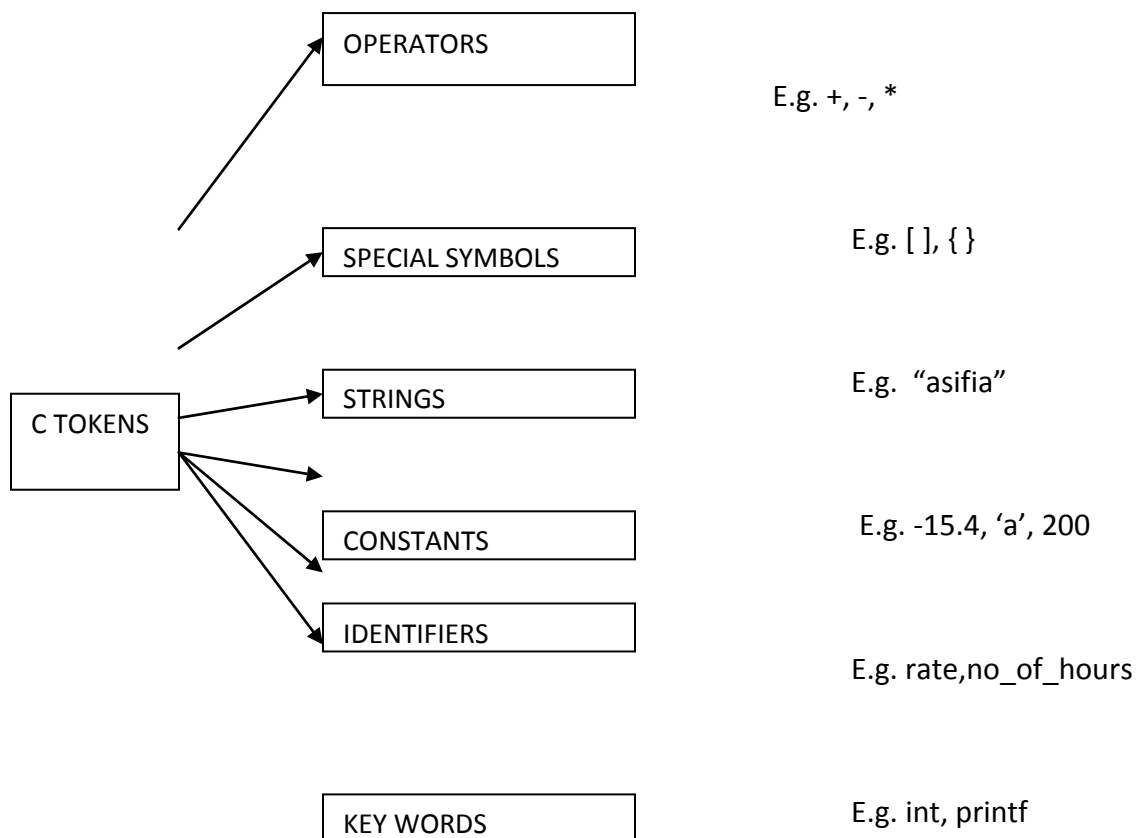 OPERATORS
E.g. +, -, *
SPECIAL SYMBOLS
E.g. [ ], { }
STRINGS
E.g.  “asifia”
C TOKENS
CONSTANTS
E.g. -15.4, ‘a’, 200
IDENTIFIERS
E.g. rate,no_of_hours
KEY WORDS
E.g. int, printf